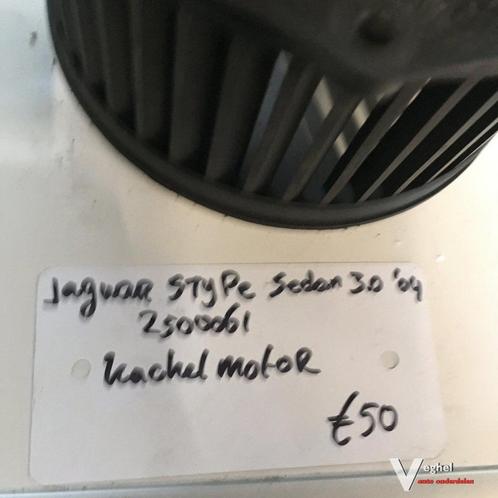 Jaguar SType Sedan 3.0 '04
2500061
Kachel motor
£50
Veghel
auto onderdelen